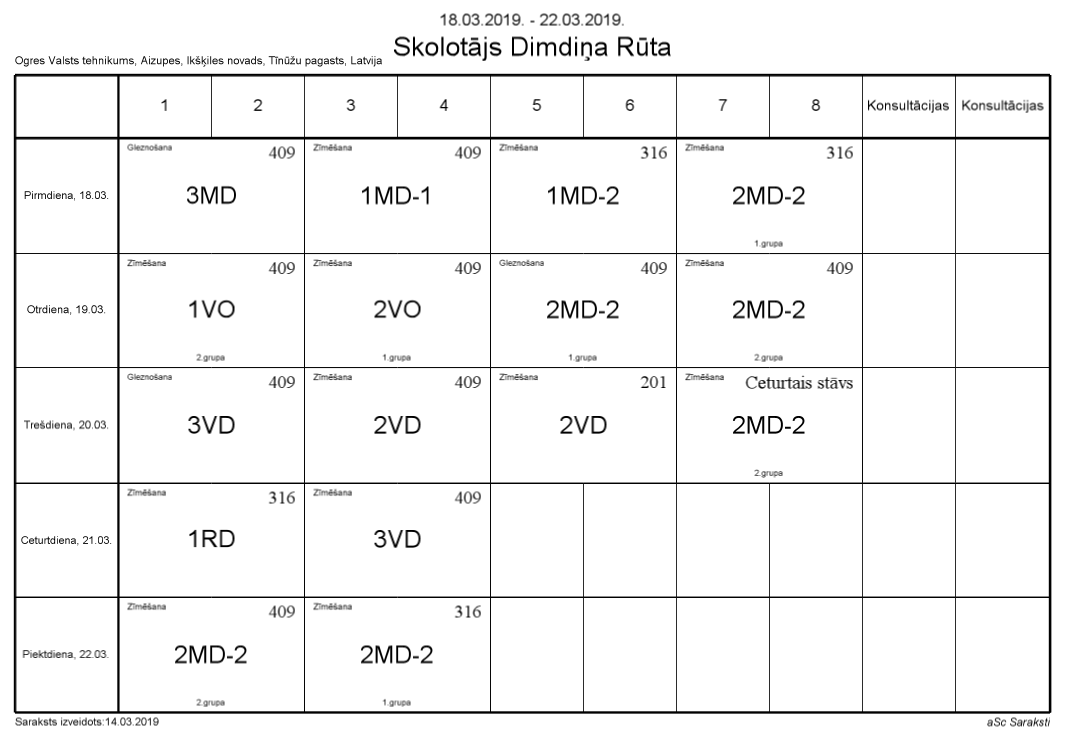 18.03.2019. - 22.03.2019.
Skolotājs Dimdiņa Rūta
Ogres Valsts tehnikums, Aizupes, Ikšķiles novads, Tīnūžu pagasts, Latvija
1 2 3 4 5 6 7 8 Konsultācijas Konsultācijas
Gleznošana 409 Zīmēšana 409 Zīmēšana 316 Zīmēšana 316
Pirmdiena, 18.03. 3MD 1MD-1 1MD-2 2MD-2
1.grupa
Zīmēšana 409 Zīmēšana 409 Gleznošana 409 Zīmēšana 409
Otrdiena, 19.03. 1VO 2VO 2MD-2 2MD-2
2.grupa 1.grupa 1.grupa 2.grupa
Gleznošana 409 Zīmēšana 409 Zīmēšana 201 Zīmēšana Ceturtais stāvs
Trešdiena, 20.03. 3VD 2VD 2VD 2MD-2
2.grupa
Zīmēšana 316 Zīmēšana 409
Ceturtdiena, 21.03. 1RD 3VD
Zīmēšana 409 Zīmēšana 316
Piektdiena, 22.03. 2MD-2 2MD-2
2.grupa 1.grupa
Saraksts izveidots:14.03.2019 aSc Saraksti